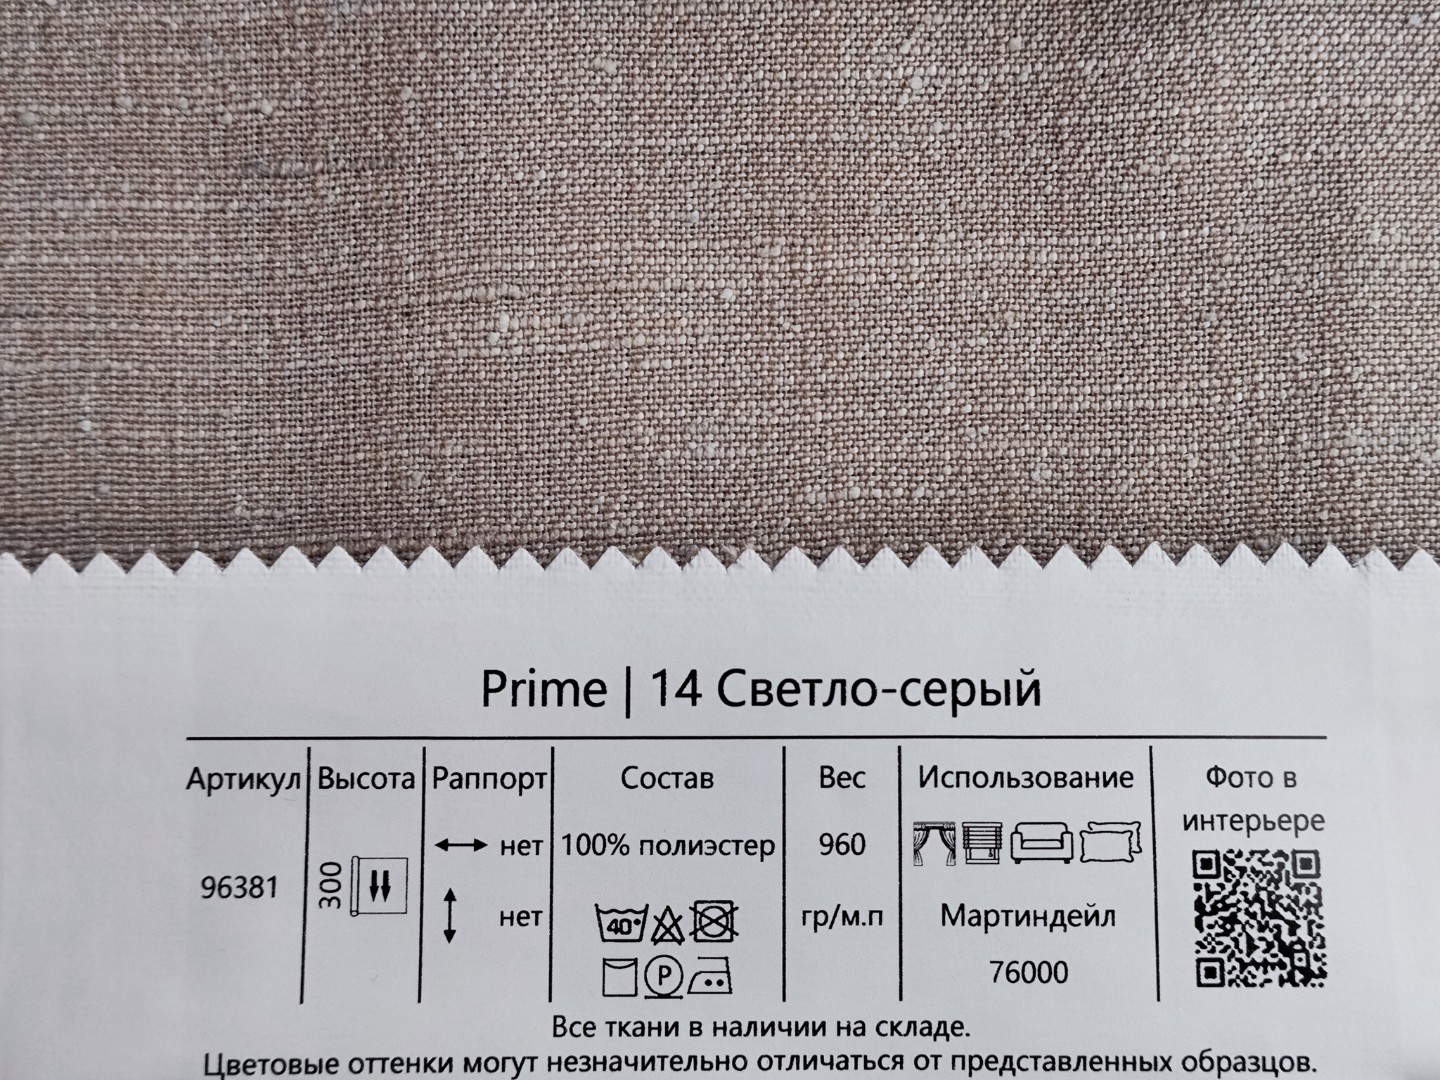 Prime | 14 Светло-серый
Артикул Высота Раппорт Состав Вес Использование Фото в интерьере
96381
300
нет
нет
100% полиэстер
40°
P
960
гр/м.п
Мартиндейл
76000
Все ткани в наличии на складе.
Цветовые оттенки могут незначительно отличаться от представленных образцов.